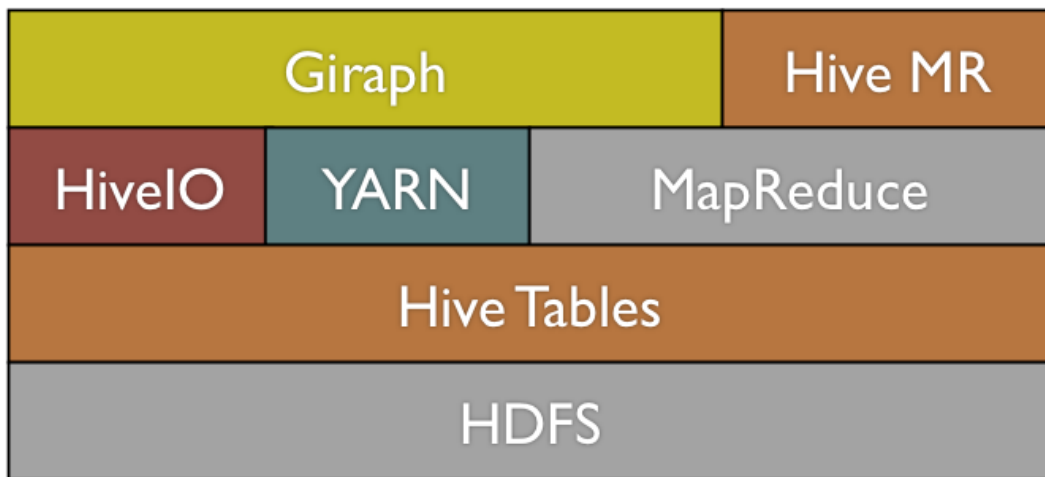 Giraph
Hive MR
HiveIO
YARN
MapReduce
Hive Tables
HDFS